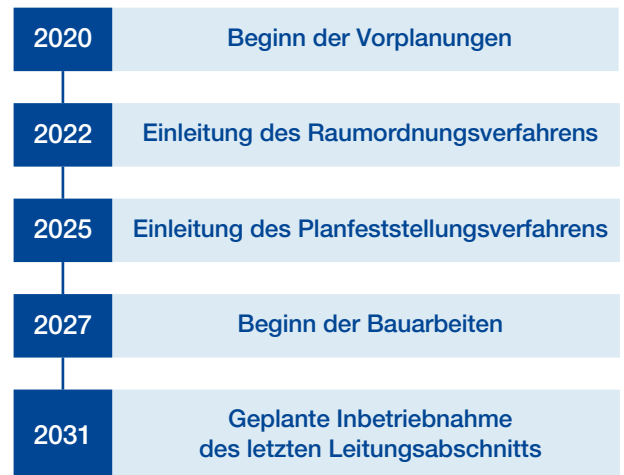 2020 Beginn der Vorplanungen
2022 Einleitung des Raumordnungsverfahrens
2025 Einleitung des Planfeststellungsverfahrens
2027 Beginn der Bauarbeiten
2031 Geplante Inbetriebnahme
des letzten Leitungsabschnitts